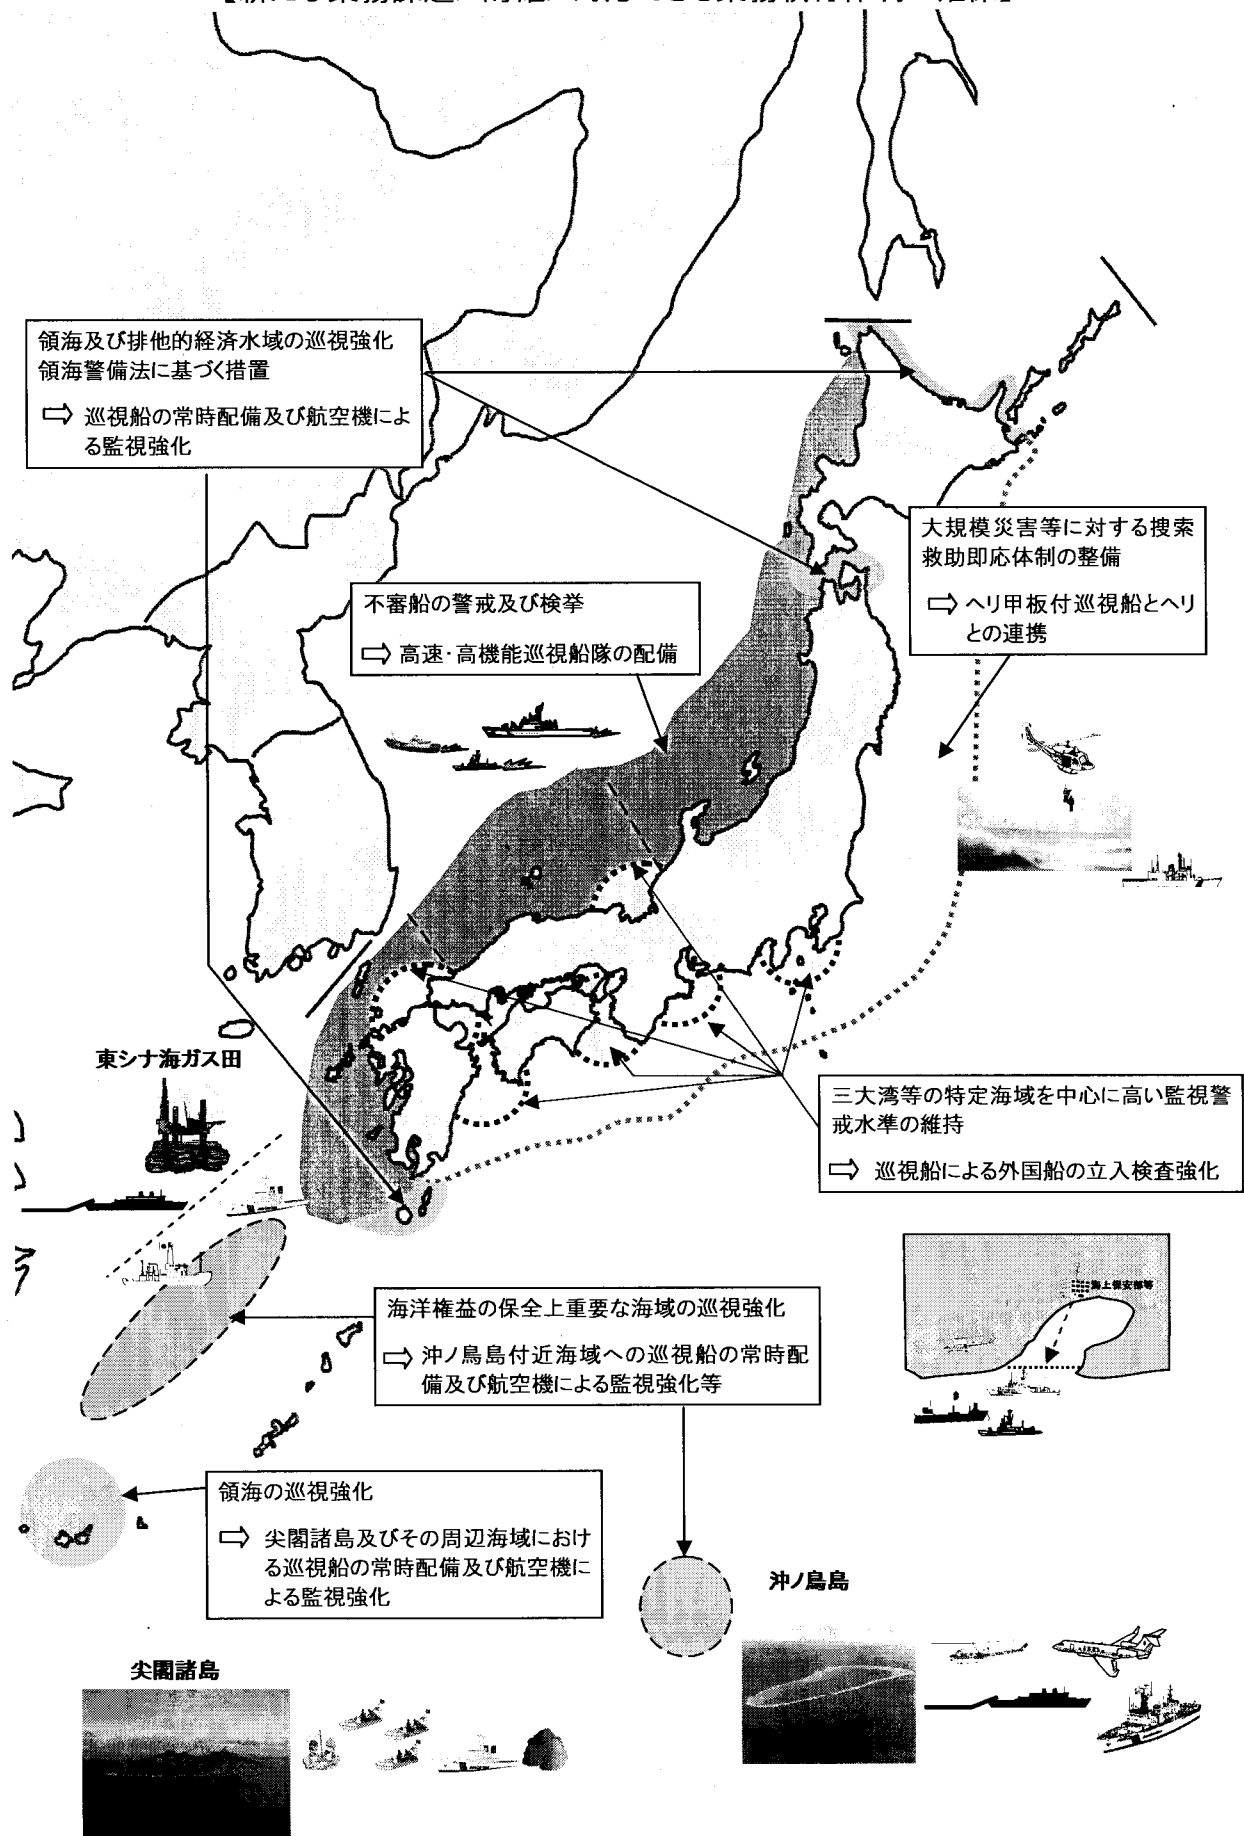 領海及び排他的経済水域の巡視強化
領海警備法に基づく措置
⇨ 巡視船の常時配備及び航空機によ
る監視強化
大規模災害等に対する捜索
救助即応体制の整備
⇨ ヘリ甲板付巡視船とヘリ
との連携
不審船の警戒及び検挙
⇨ 高速・高機能巡視船隊の配備
東シナ海ガス田
三大湾等の特定海域を中心に高い監視警
戒水準の維持
⇨ 巡視船による外国船の立入検査強化
海上保安部等
海洋権益の保全上重要な海域の巡視強化
⇨ 沖ノ鳥島付近海域への巡視船の常時配
備及び航空機による監視強化等
領海の巡視強化
⇨ 尖閣諸島及びその周辺海域におけ
る巡視船の常時配備及び航空機に
よる監視強化
沖ノ鳥島
尖閣諸島